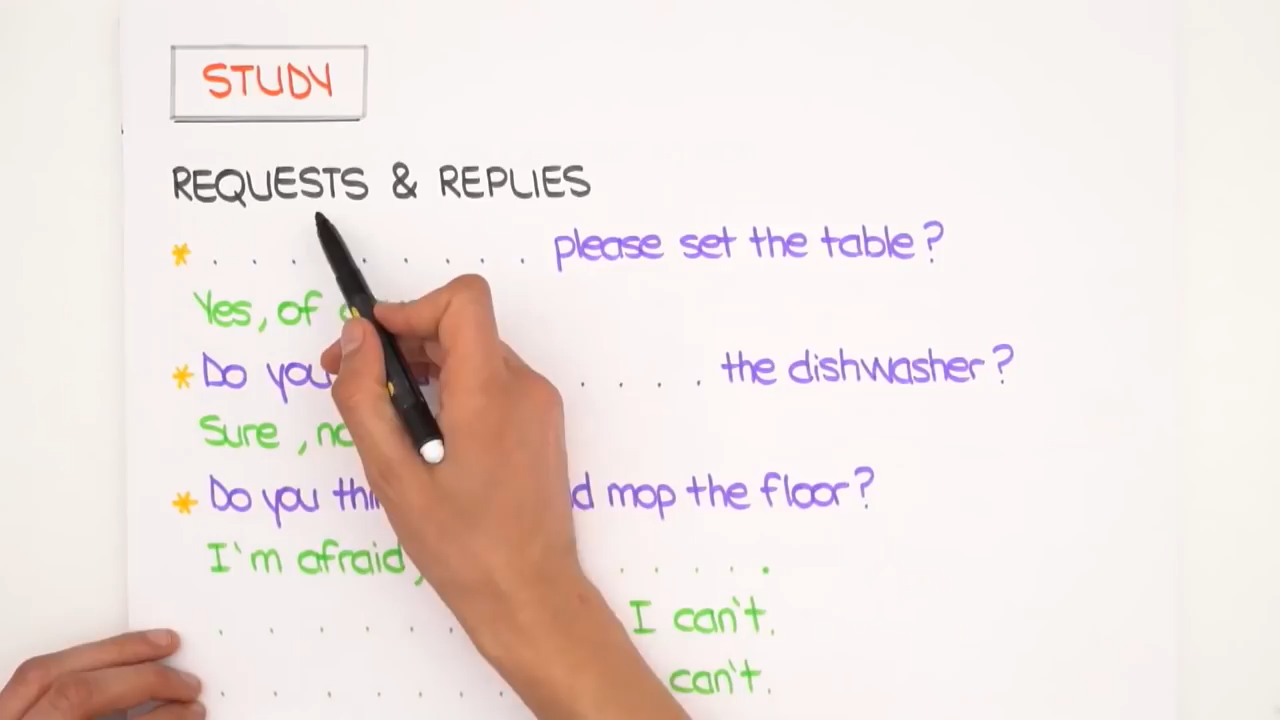 STUDY
REQUESTS & REPLIES
* . . . . . . . . . please set the table?
Yes, of
* Do you . . . . the dishwasher?
Sure, no
* Do you mop the floor?
I'm afraid, . . . . .
. . . . . . I can't.
. . . . . . . can't.